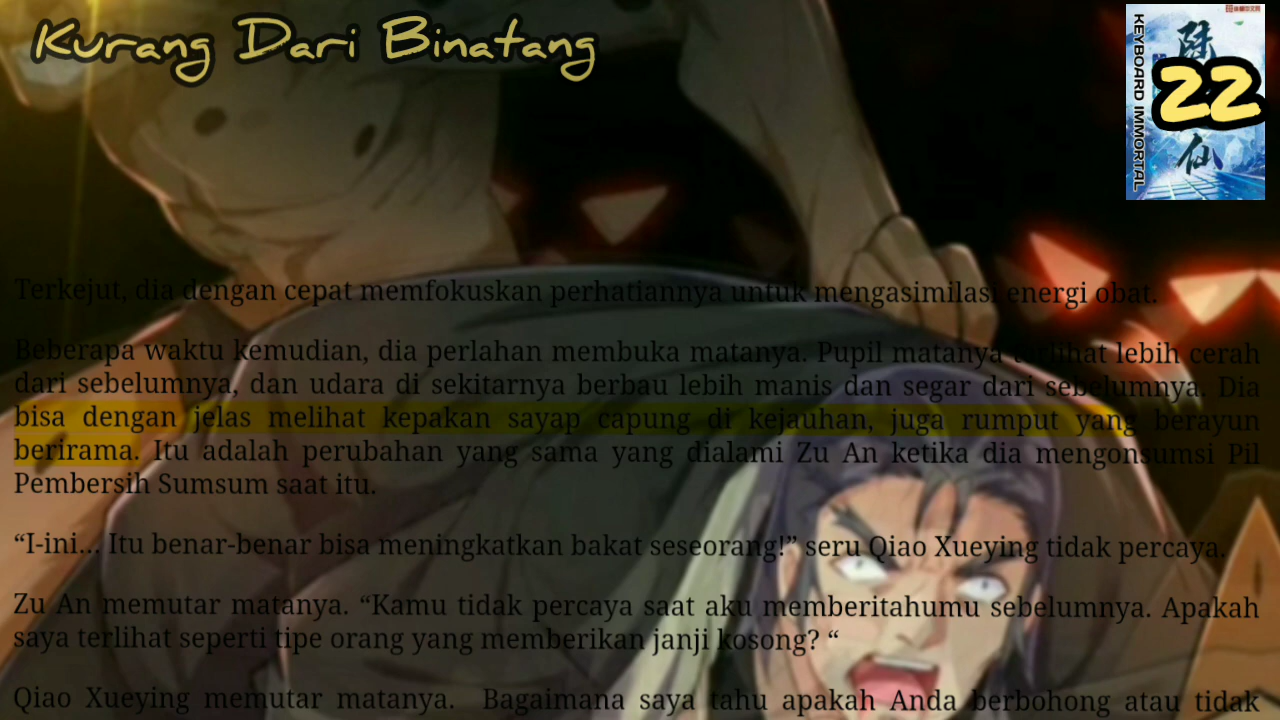 Kurang Dari Binatang
KEYBOARD IMMORTAL
22
仙
Terkejut, dia dengan cepat memfokuskan perhatiannya untuk mengasimilasi energi obat.
Beberapa waktu kemudian, dia perlahan membuka matanya. Pupil matanya terlihat lebih cerah
dari sebelumnya, dan udara di sekitarnya berbau lebih manis dan segar dari sebelumnya. Dia
bisa dengan jelas melihat kepakan sayap capung di kejauhan, juga rumput yang berayun
berirama. Itu adalah perubahan yang sama yang dialami Zu An ketika dia mengonsumsi Pil
Pembersih Sumsum saat itu.
“I-ini... Itu benar-benar bisa meningkatkan bakat seseorang!” seru Qiao Xueying tidak percaya.
Zu An memutar matanya. “Kamu tidak percaya saat aku memberitahumu sebelumnya. Apakah
saya terlihat seperti tipe orang yang memberikan janji kosong? “
Qiao Xueying memutar matanya. Bagaimana saya tahu apakah Anda berbohong atau tidak